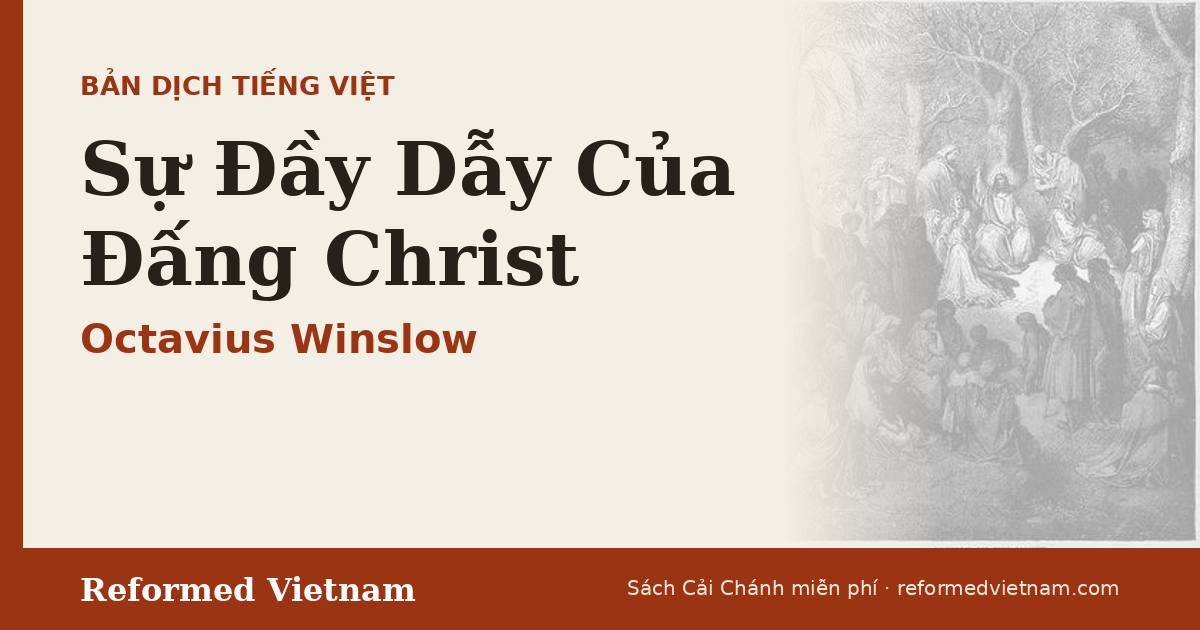 BẢN DỊCH TIẾNG VIỆT
Sự Đầy Dẫy Của
Đấng Christ
Octavius Winslow
Reformed Vietnam
Sách Cải Chánh miễn phí · reformedvietnam.com